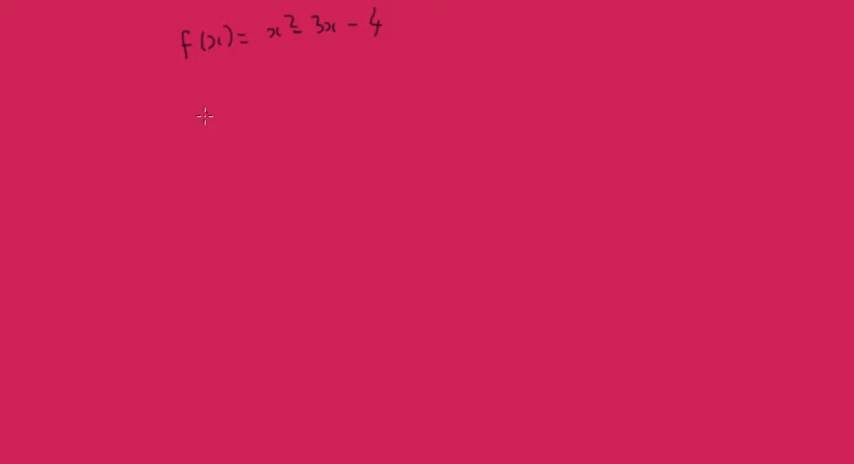 f(x) = x² - 3x - 4